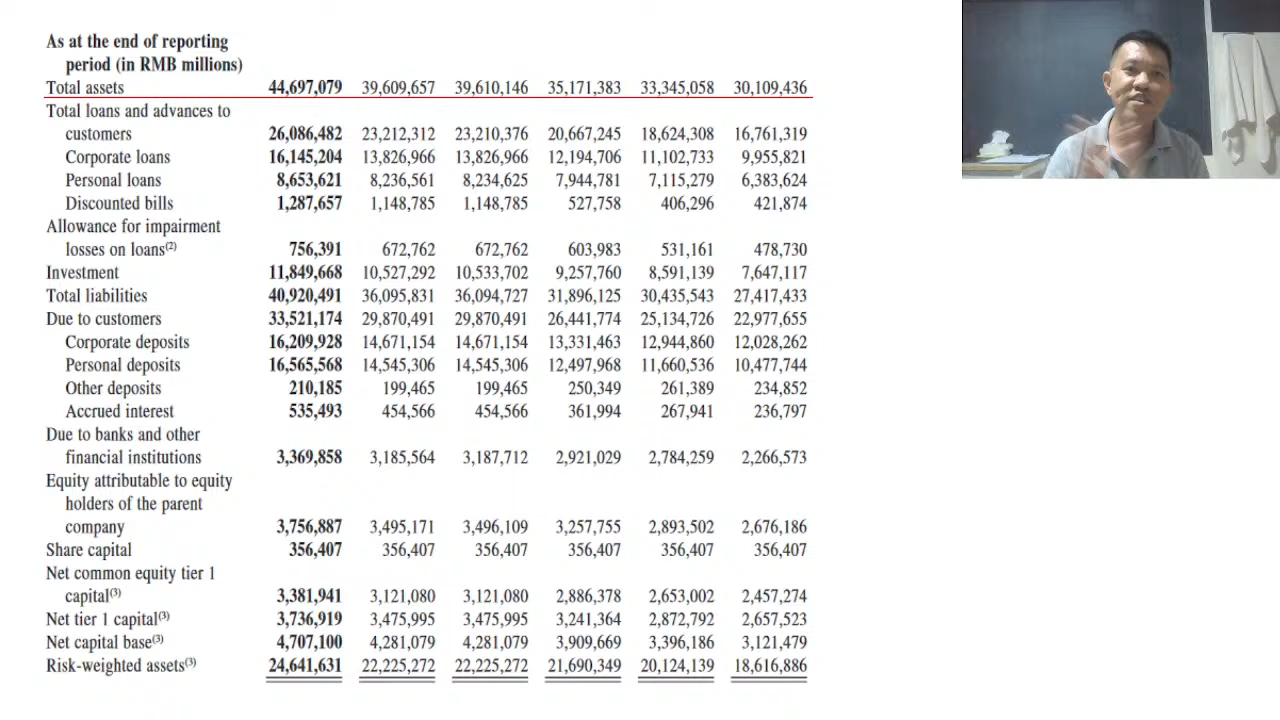 As at the end of reporting
period (in RMB millions)
Total assets 44,697,079 39,609,657 39,610,146 35,171,383 33,345,058 30,109,436
Total loans and advances to
customers 26,086,482 23,212,312 23,210,376 20,667,245 18,624,308 16,761,319
Corporate loans 16,145,204 13,826,966 13,826,966 12,194,706 11,102,733 9,955,821
Personal loans 8,653,621 8,236,561 8,234,625 7,944,781 7,115,279 6,383,624
Discounted bills 1,287,657 1,148,785 1,148,785 527,758 406,296 421,874
Allowance for impairment
losses on loans(2) 756,391 672,762 672,762 603,983 531,161 478,730
Investment 11,849,668 10,527,292 10,533,702 9,257,760 8,591,139 7,647,117
Total liabilities 40,920,491 36,095,831 36,094,727 31,896,125 30,435,543 27,417,433
Due to customers 33,521,174 29,870,491 29,870,491 26,441,774 25,134,726 22,977,655
Corporate deposits 16,209,928 14,671,154 14,671,154 13,331,463 12,944,860 12,028,262
Personal deposits 16,565,568 14,545,306 14,545,306 12,497,968 11,660,536 10,477,744
Other deposits 210,185 199,465 199,465 250,349 261,389 234,852
Accrued interest 535,493 454,566 454,566 361,994 267,941 236,797
Due to banks and other
financial institutions 3,369,858 3,185,564 3,187,712 2,921,029 2,784,259 2,266,573
Equity attributable to equity
holders of the parent
company 3,756,887 3,495,171 3,496,109 3,257,755 2,893,502 2,676,186
Share capital 356,407 356,407 356,407 356,407 356,407 356,407
Net common equity tier 1
capital(3) 3,381,941 3,121,080 3,121,080 2,886,378 2,653,002 2,457,274
Net tier 1 capital(3) 3,736,919 3,475,995 3,475,995 3,241,364 2,872,792 2,657,523
Net capital base(3) 4,707,100 4,281,079 4,281,079 3,909,669 3,396,186 3,121,479
Risk-weighted assets(3) 24,641,631 22,225,272 22,225,272 21,690,349 20,124,139 18,616,886